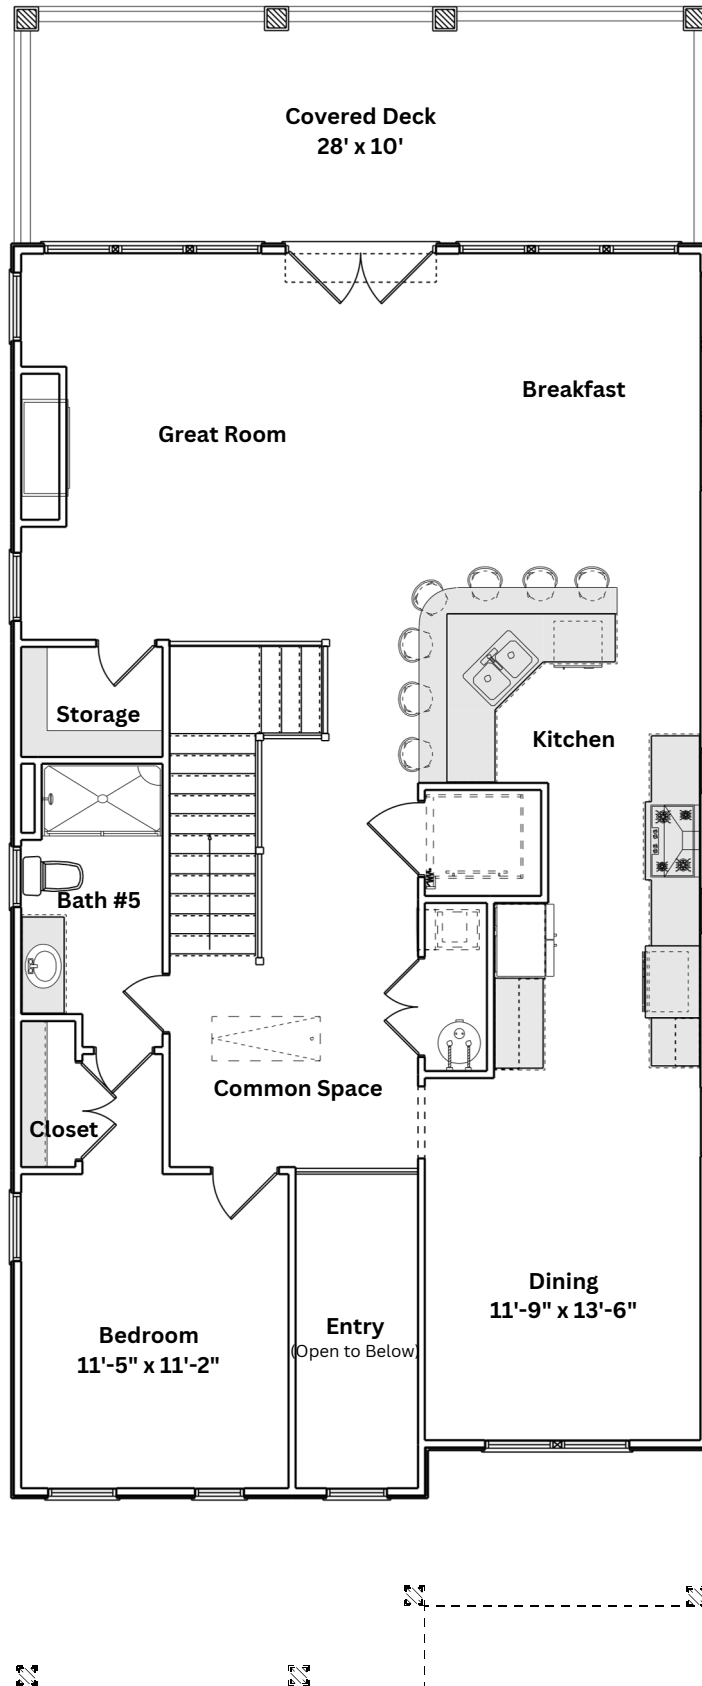 Covered Deck
28' x 10'
Breakfast
Great Room
Storage
Kitchen
Bath #5
Common Space
Closet
Dining
11'-9" x 13'-6"
Entry
(Open to Below)
Bedroom
11'-5" x 11'-2"